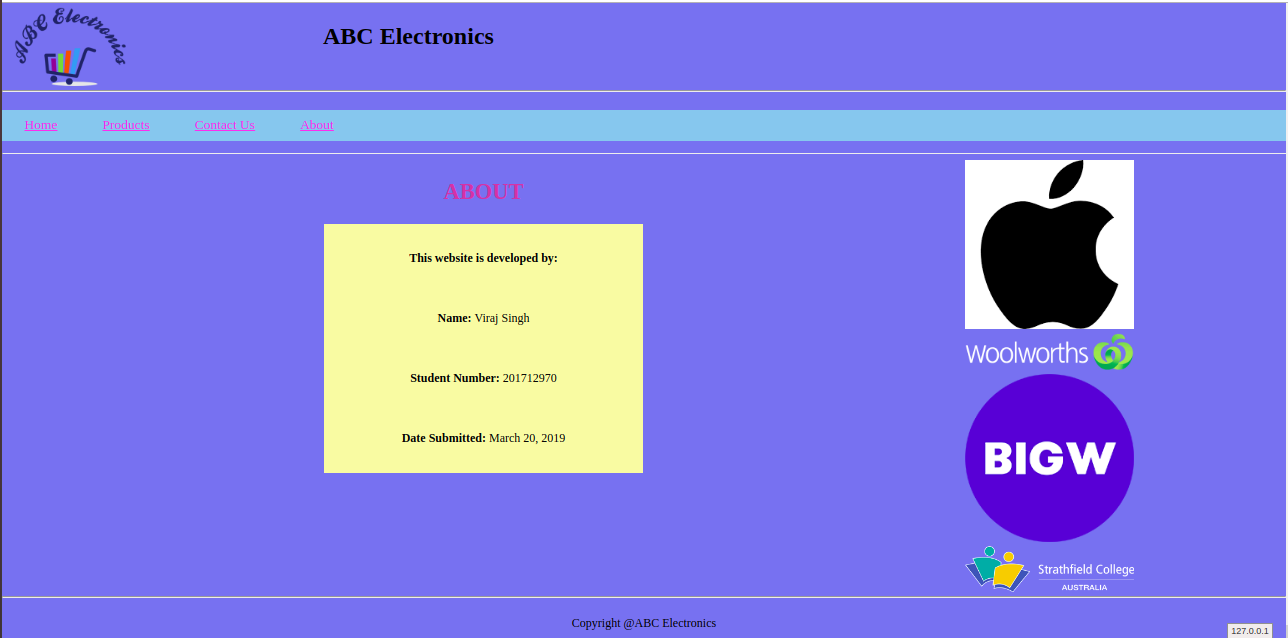 ABC Electronics
ABC Electronics
Home Products Contact Us About
ABOUT
This website is developed by:
Name: Viraj Singh
Student Number: 201712970
Date Submitted: March 20, 2019
Woolworths
BIGW
Strathfield College
AUSTRALIA
Copyright @ABC Electronics
127.0.0.1